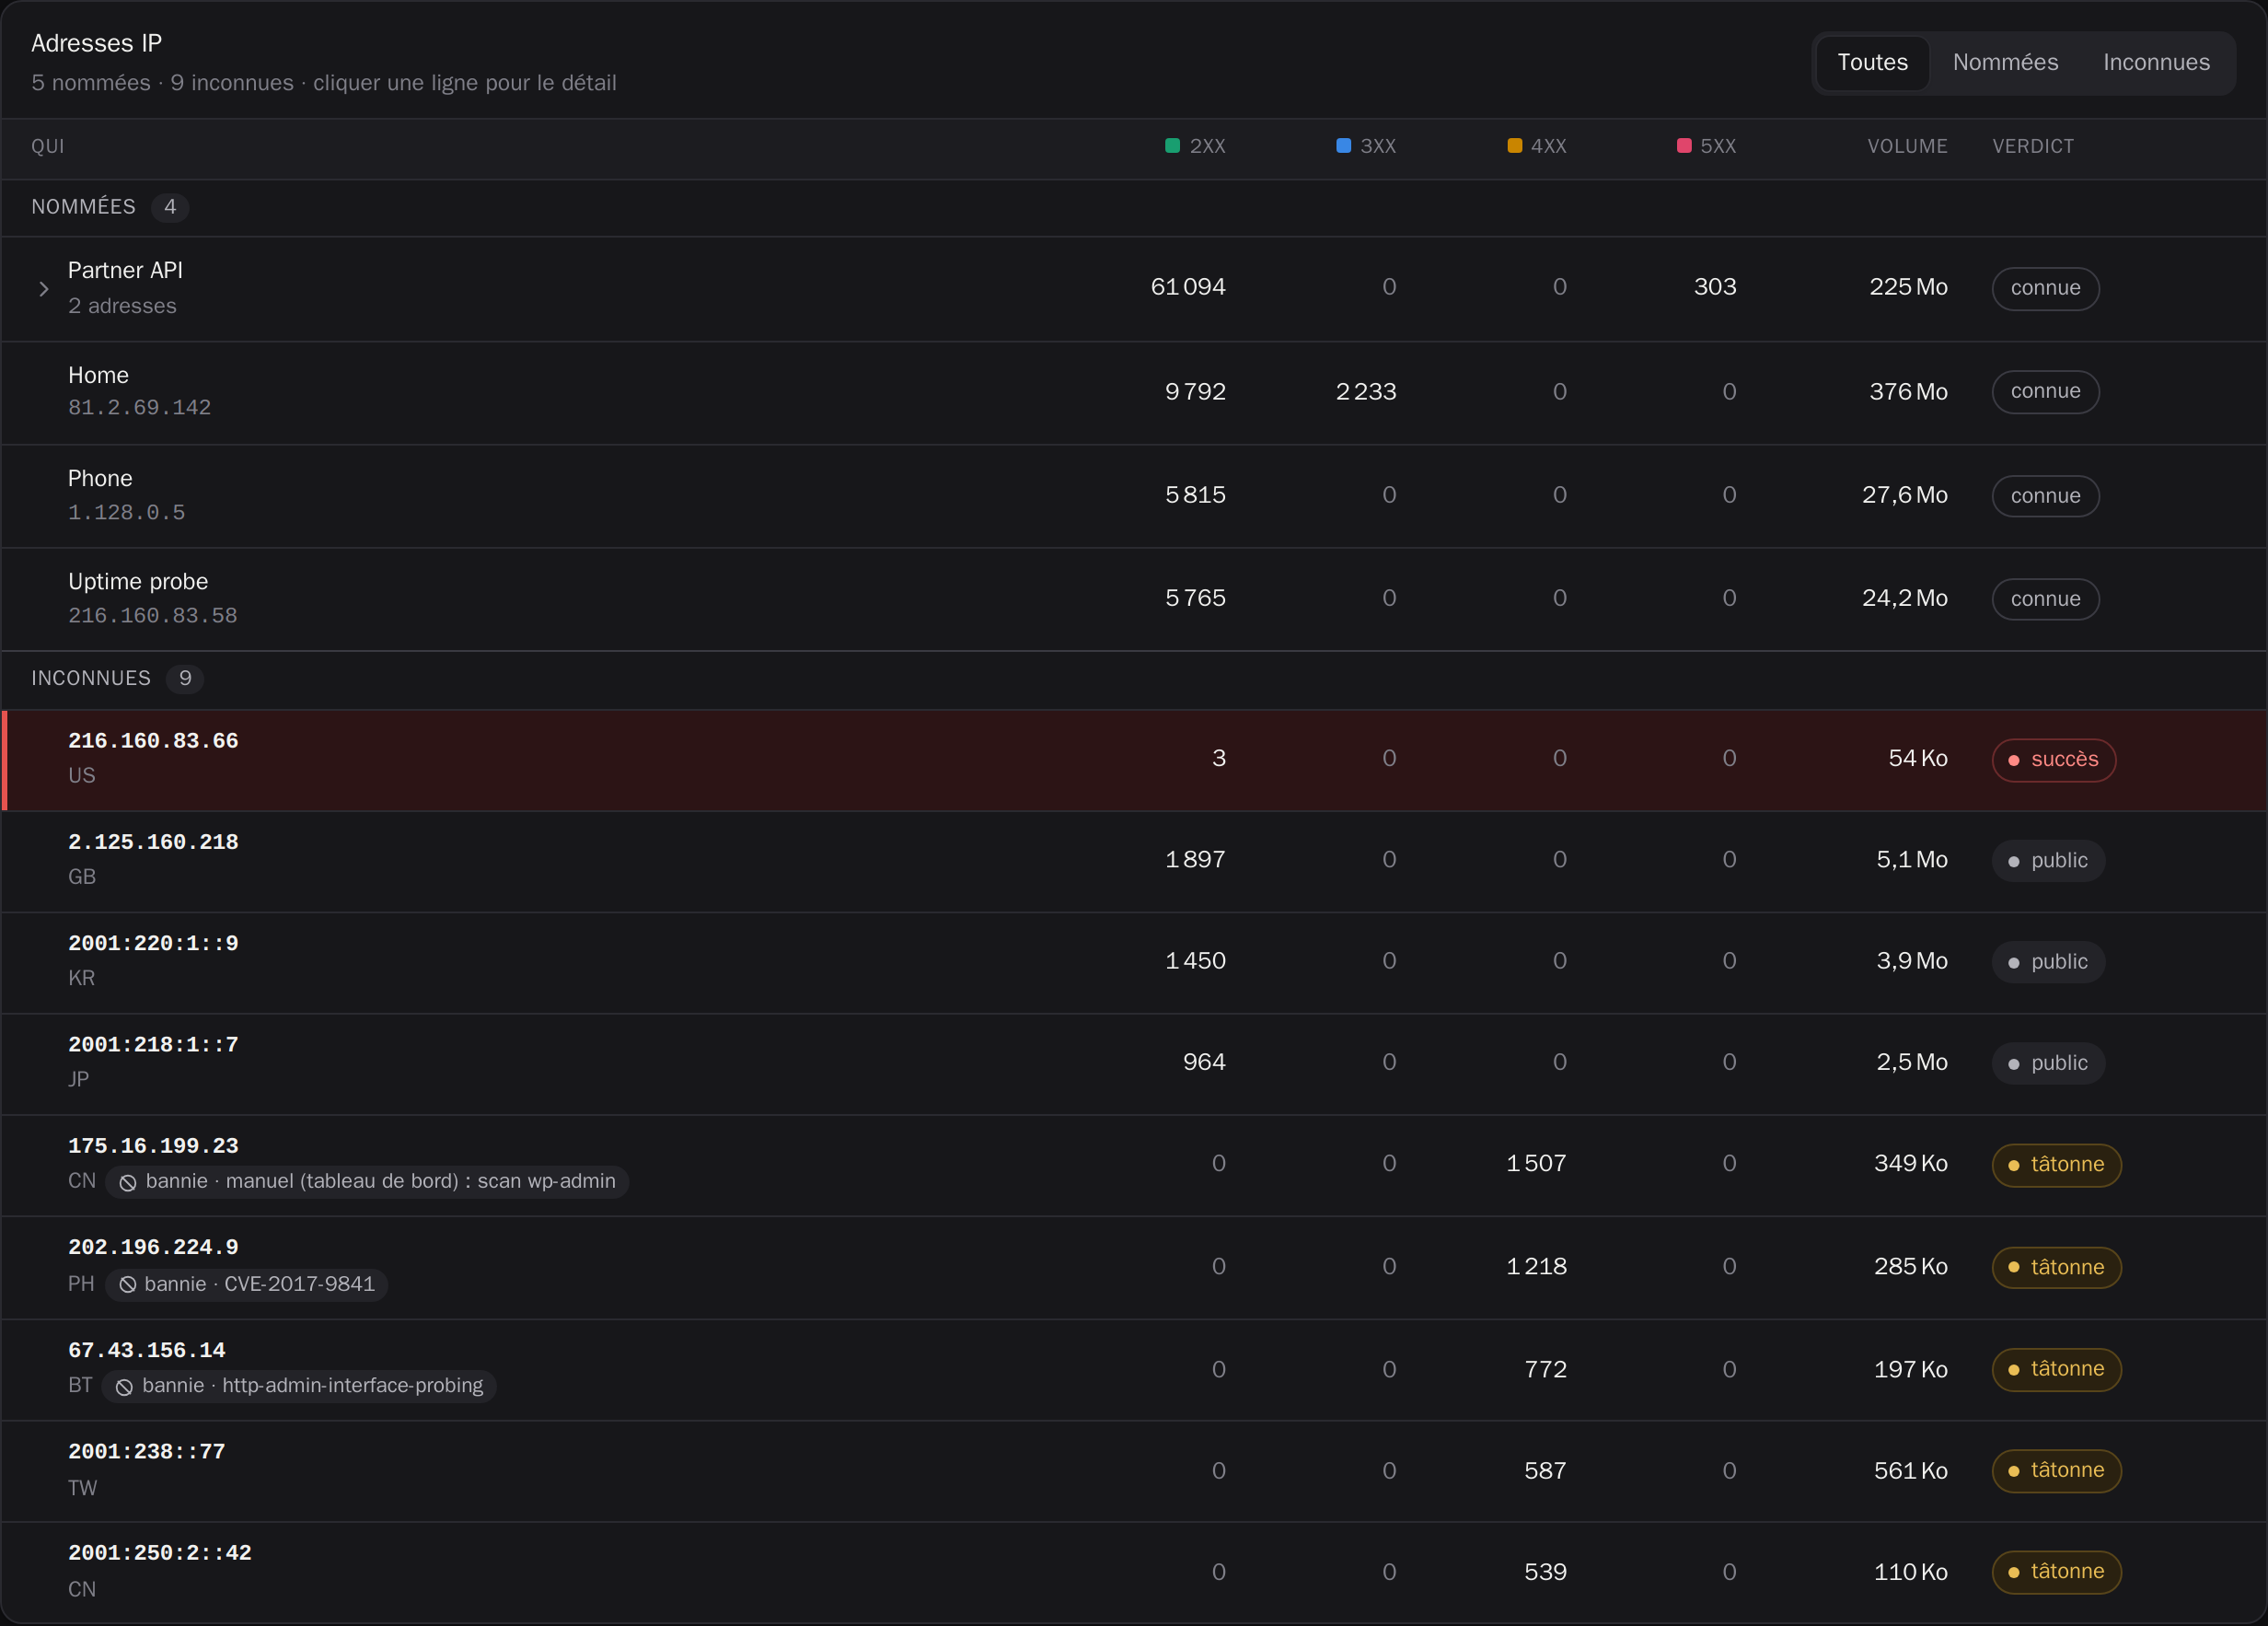 Adresses IP
5 nommées · 9 inconnues · cliquer une ligne pour le détail
Toutes Nommées Inconnues
QUI 2XX 3XX 4XX 5XX VOLUME VERDICT
NOMMÉES 4
Partner API
2 adresses
61 094 0 0 303 225 Mo connue
Home
81.2.69.142
9 792 2 233 0 0 376 Mo connue
Phone
1.128.0.5
5 815 0 0 0 27,6 Mo connue
Uptime probe
216.160.83.58
5 765 0 0 0 24,2 Mo connue
INCONNUES 9
216.160.83.66
US
3 0 0 0 54 Ko succès
2.125.160.218
GB
1 897 0 0 0 5,1 Mo public
2001:220:1::9
KR
1 450 0 0 0 3,9 Mo public
2001:218:1::7
JP
964 0 0 0 2,5 Mo public
175.16.199.23
CN bannie · manuel (tableau de bord) : scan wp-admin
0 0 1 507 0 349 Ko tâtonne
202.196.224.9
PH bannie · CVE-2017-9841
0 0 1 218 0 285 Ko tâtonne
67.43.156.14
BT bannie · http-admin-interface-probing
0 0 772 0 197 Ko tâtonne
2001:238::77
TW
0 0 587 0 561 Ko tâtonne
2001:250:2::42
CN
0 0 539 0 110 Ko tâtonne